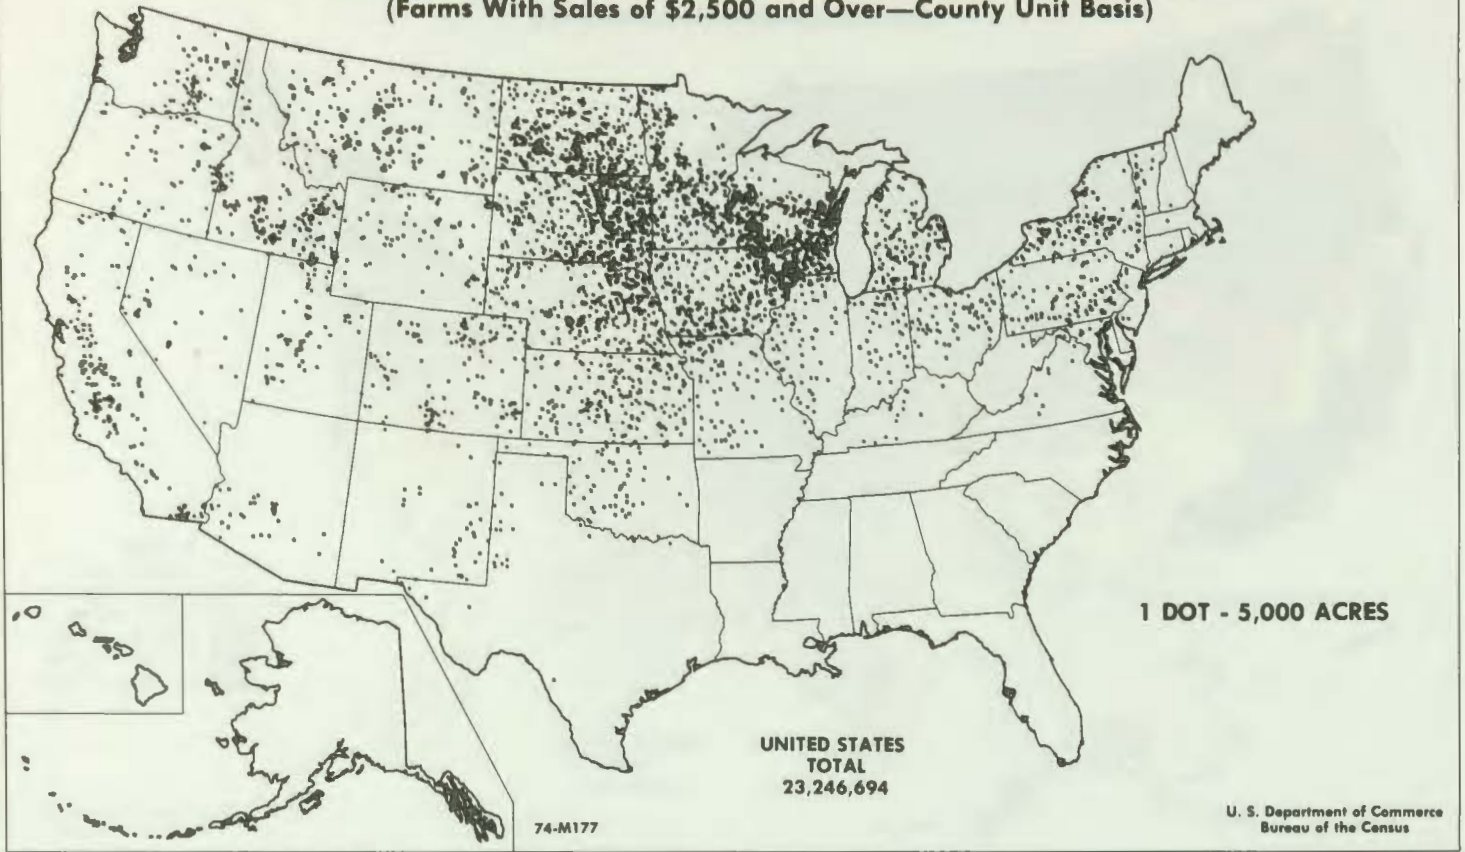 (Farms With Sales of $2,500 and Over—County Unit Basis)
1 DOT - 5,000 ACRES
UNITED STATES
TOTAL
23,246,694
74-M177
U. S. Department of Commerce
Bureau of the Census